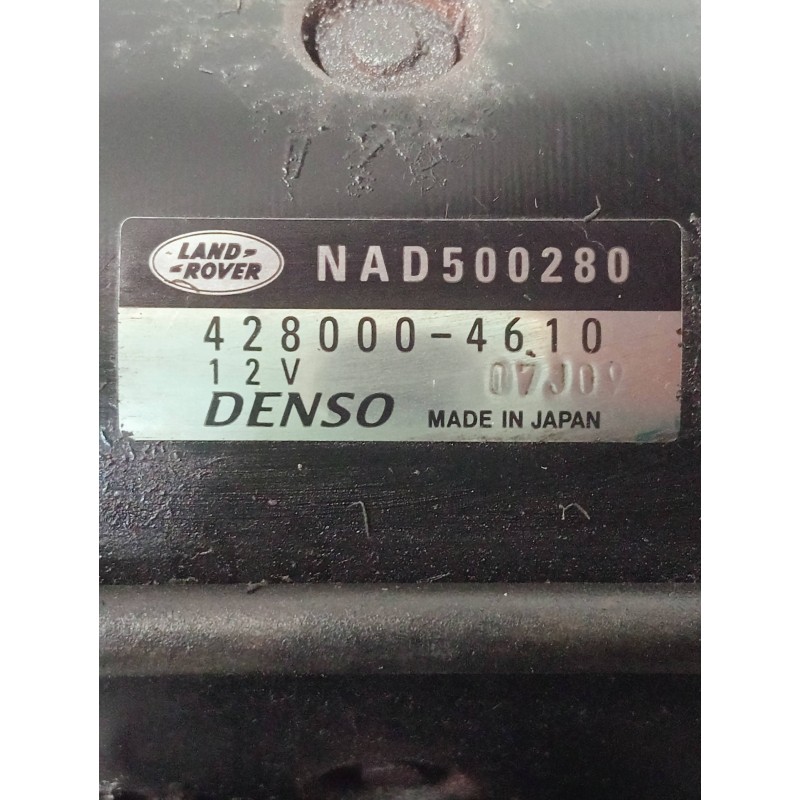 LAND-
-ROVER
NAD500280
428000-4610
12V
DENSO MADE IN JAPAN